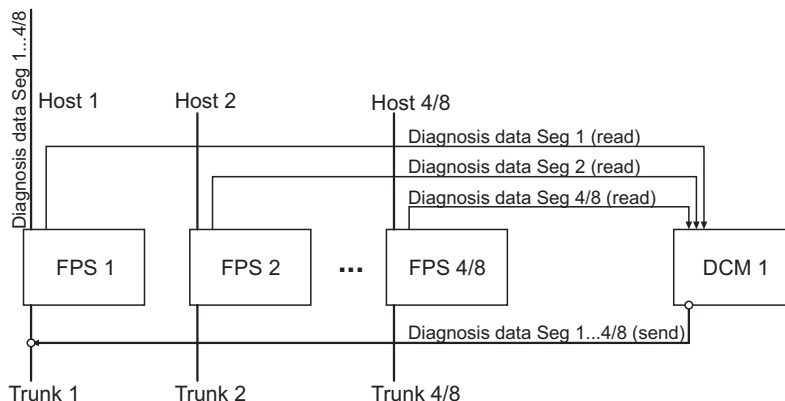 Diagnosis data Seg 1...4/8
Host 1
Host 2
Host 4/8
Diagnosis data Seg 1 (read)
Diagnosis data Seg 2 (read)
Diagnosis data Seg 4/8 (read)
FPS 1
FPS 2
...
FPS 4/8
DCM 1
Diagnosis data Seg 1...4/8 (send)
Trunk 1
Trunk 2
Trunk 4/8